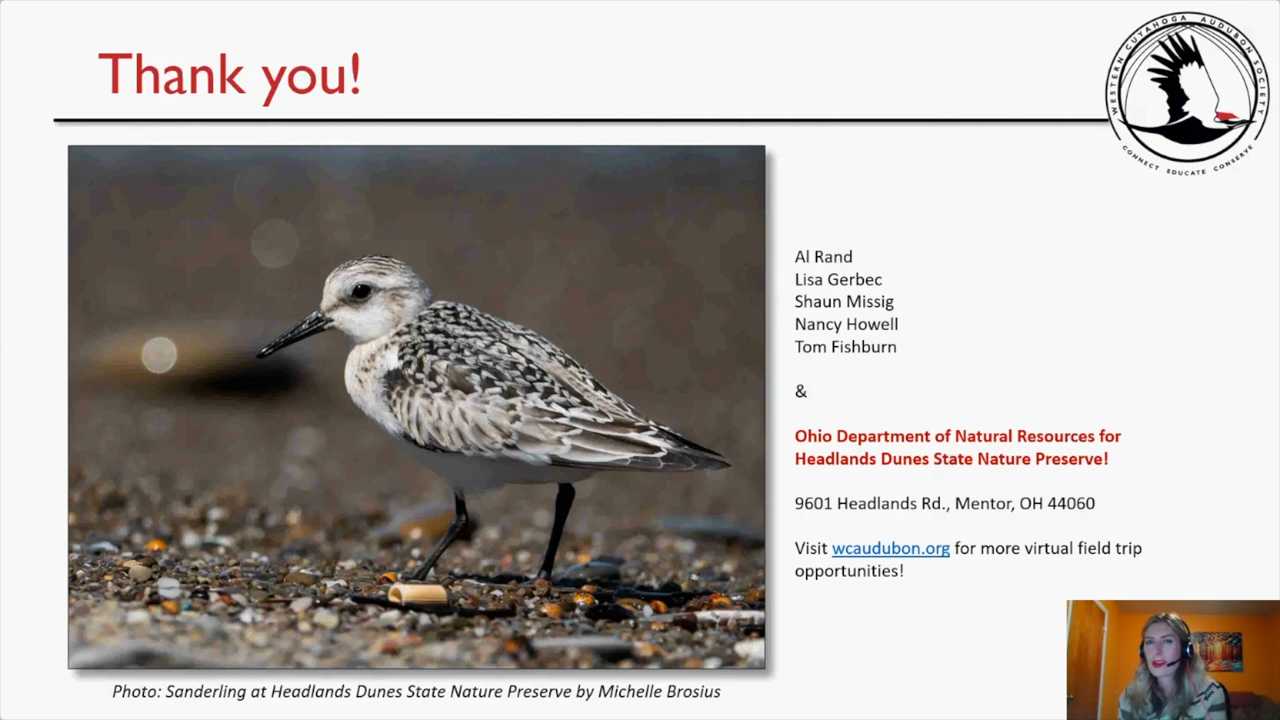 Thank you!
WESTERN CUYAHOGA AUDUBON SOCIETY
CONNECT EDUCATE CONSERVE
Al Rand
Lisa Gerbec
Shaun Missig
Nancy Howell
Tom Fishburn
&
Ohio Department of Natural Resources for
Headlands Dunes State Nature Preserve!
9601 Headlands Rd., Mentor, OH 44060
Visit wcaudubon.org for more virtual field trip
opportunities!
Photo: Sanderling at Headlands Dunes State Nature Preserve by Michelle Brosius